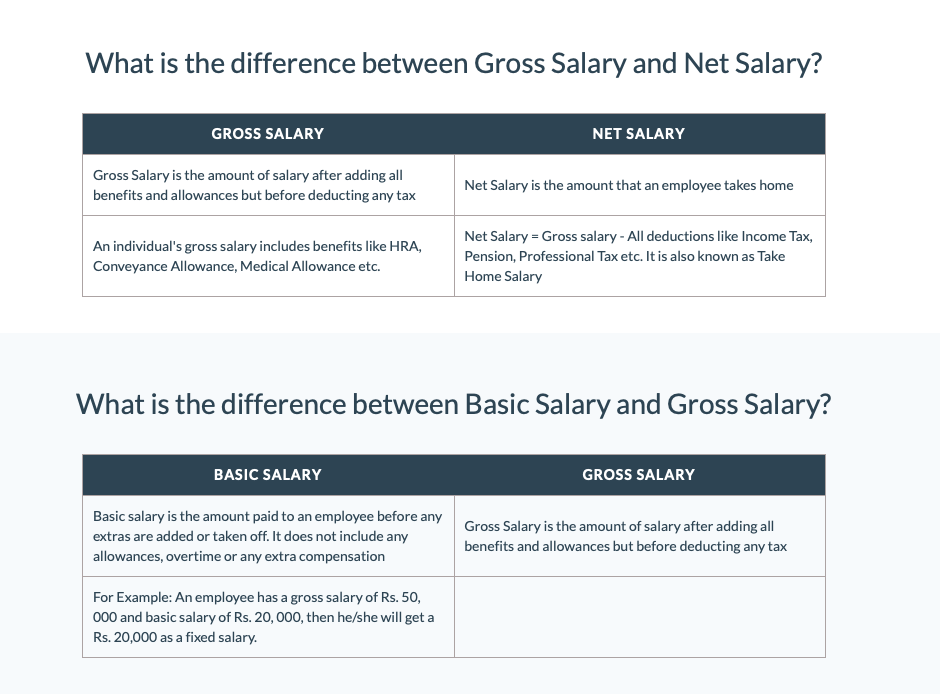 What is the difference between Gross Salary and Net Salary?
GROSS SALARY
NET SALARY
Gross Salary is the amount of salary after adding all
benefits and allowances but before deducting any tax
Net Salary is the amount that an employee takes home
An individual's gross salary includes benefits like HRA,
Conveyance Allowance, Medical Allowance etc.
Net Salary = Gross salary - All deductions like Income Tax,
Pension, Professional Tax etc. It is also known as Take
Home Salary
What is the difference between Basic Salary and Gross Salary?
BASIC SALARY
GROSS SALARY
Basic salary is the amount paid to an employee before any
extras are added or taken off. It does not include any
allowances, overtime or any extra compensation
Gross Salary is the amount of salary after adding all
benefits and allowances but before deducting any tax
For Example: An employee has a gross salary of Rs. 50,
000 and basic salary of Rs. 20, 000, then he/she will get a
Rs. 20,000 as a fixed salary.